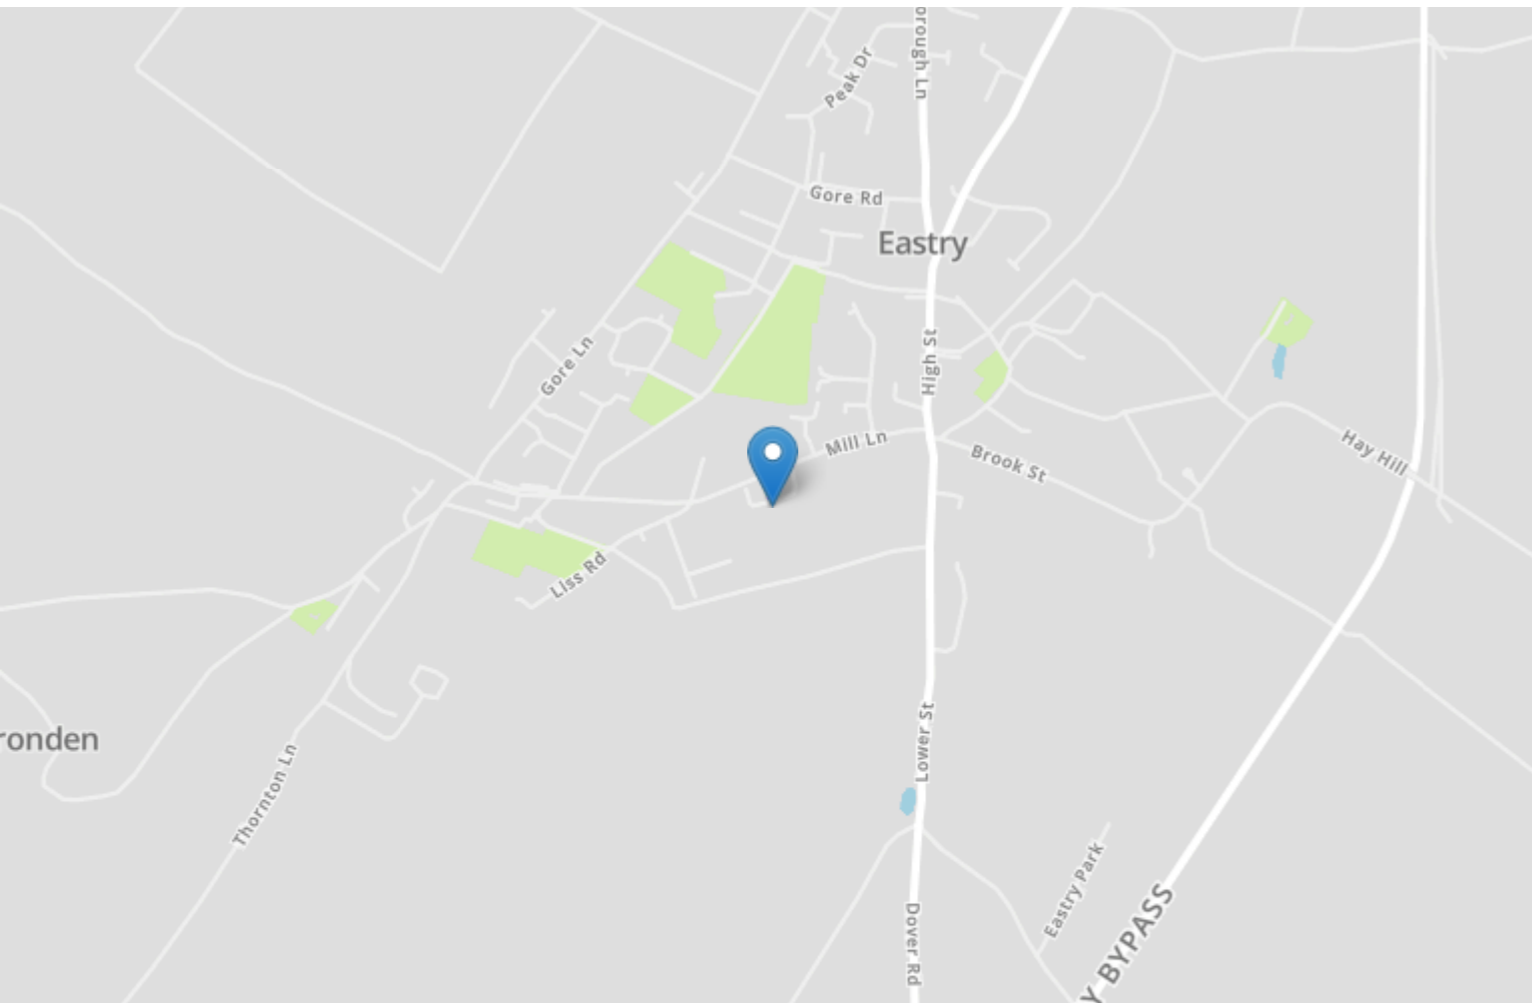 orough Ln
Peak Dr
Gore Rd
Eastry
Gore Ln
High St
Mill Ln
Brook St
Hay Hill
Liss Rd
ronden
Lower St
Thornton Ln
Eastry Park
Y BYPASS
Dover Rd